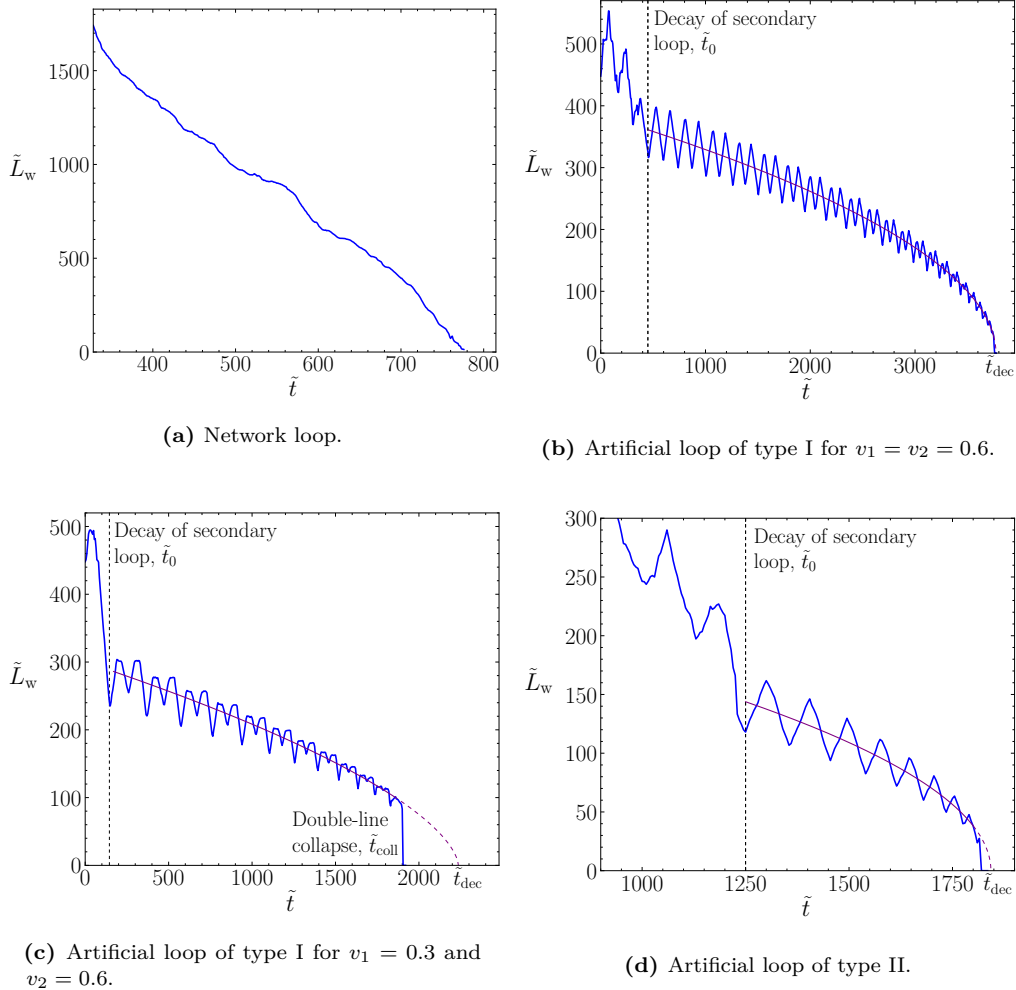 1500
1000
500
0
L̃w
400
500
600
700
800
t̃
(a) Network loop.
500
400
300
200
100
0
L̃w
Decay of secondary
loop, t̃0
0
1000
2000
3000
t̃dec
t̃
(b) Artificial loop of type I for v1 = v2 = 0.6.
500
400
300
200
100
0
L̃w
Decay of secondary
loop, t̃0
Double-line
collapse, t̃coll
0
500
1000
1500
2000
t̃dec
t̃
(c) Artificial loop of type I for v1 = 0.3 and
v2 = 0.6.
300
250
200
150
100
50
0
L̃w
Decay of secondary
loop, t̃0
1000
1250
1500
1750
t̃dec
t̃
(d) Artificial loop of type II.